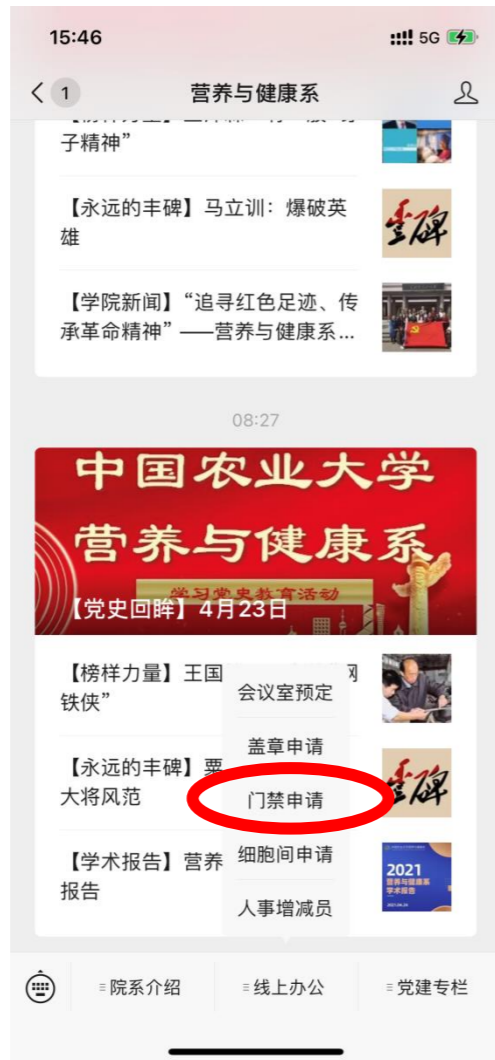 15:46
5G
1
营养与健康系
子精神”
【永远的丰碑】马立训：爆破英
雄
【学院新闻】“追寻红色足迹、传
承革命精神”——营养与健康系...
08:27
中国农业大学
营养与健康系
学习党史教育活动
【党史回眸】4月23日
【榜样力量】王国
铁侠”
【永远的丰碑】粟
大将风范
【学术报告】营养
报告
2021
营养与健康系
学术报告
会议室预定
盖章申请
门禁申请
细胞间申请
人事增减员
院系介绍
线上办公
党建专栏